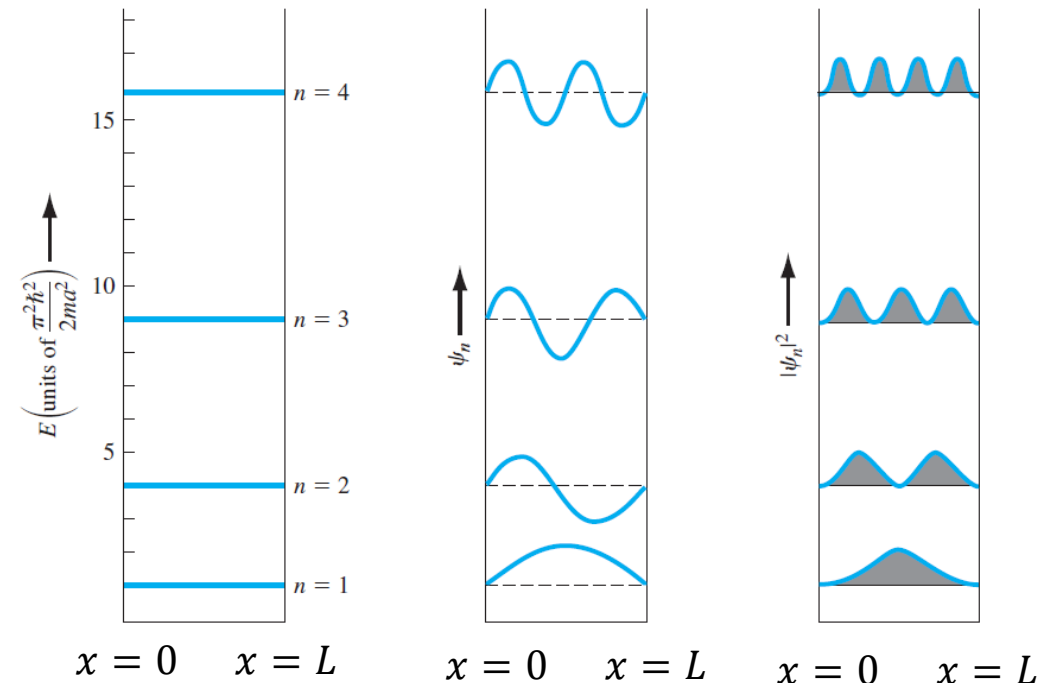 E (units of π²ℏ²/2ma²)
15
10
5
n = 4
n = 3
n = 2
n = 1
x = 0 x = L
ψₙ
x = 0 x = L
|ψₙ|²
x = 0 x = L